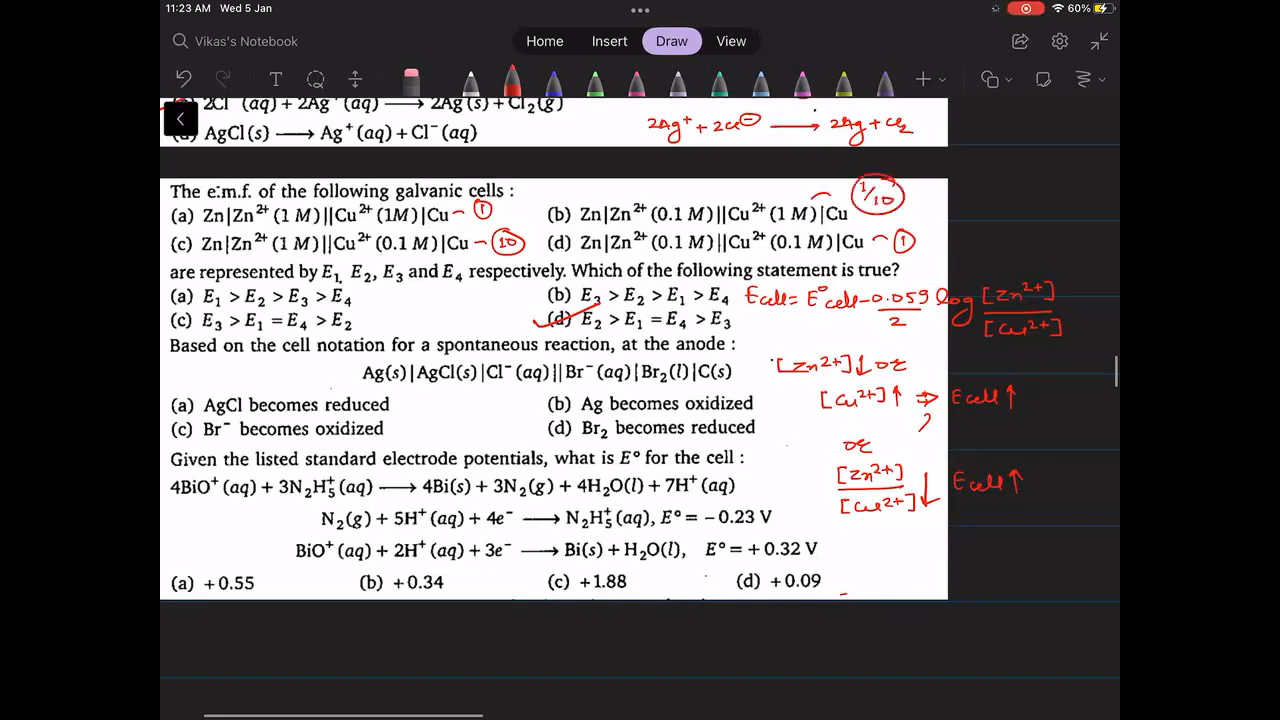 11:23 AM Wed 5 Jan
60%
Vikas's Notebook
Home Insert Draw View
2Cl⁻(aq) + 2Ag⁺(aq) ⟶ 2Ag(s) + Cl₂(g)
(d) AgCl(s) ⟶ Ag⁺(aq) + Cl⁻(aq)
2Ag⁺ + 2Cl⊖ ⟶ 2Ag + Cl₂
The e.m.f. of the following galvanic cells :
(a) Zn|Zn²⁺(1 M)||Cu²⁺(1M)|Cu 1
(b) Zn|Zn²⁺(0.1 M)||Cu²⁺(1 M)|Cu 1/10
(c) Zn|Zn²⁺(1 M)||Cu²⁺(0.1 M)|Cu 10
(d) Zn|Zn²⁺(0.1 M)||Cu²⁺(0.1 M)|Cu 1
are represented by E₁, E₂, E₃ and E₄ respectively. Which of the following statement is true?
(a) E₁ > E₂ > E₃ > E₄
(b) E₃ > E₂ > E₁ > E₄
(c) E₃ > E₁ = E₄ > E₂
(d) E₂ > E₁ = E₄ > E₃
Ecell = E°cell - 0.059/2 log [Zn²⁺]/[Cu²⁺]
Based on the cell notation for a spontaneous reaction, at the anode :
Ag(s)|AgCl(s)|Cl⁻(aq)||Br⁻(aq)|Br₂(l)|C(s)
(a) AgCl becomes reduced
(b) Ag becomes oxidized
(c) Br⁻ becomes oxidized
(d) Br₂ becomes reduced
[Zn²⁺]↓ or
[Cu²⁺]↑ ⇒ Ecell↑
or
[Zn²⁺]/[Cu²⁺]↓ Ecell↑
Given the listed standard electrode potentials, what is E° for the cell :
4BiO⁺(aq) + 3N₂H₅⁺(aq) ⟶ 4Bi(s) + 3N₂(g) + 4H₂O(l) + 7H⁺(aq)
N₂(g) + 5H⁺(aq) + 4e⁻ ⟶ N₂H₅⁺(aq), E° = − 0.23 V
BiO⁺(aq) + 2H⁺(aq) + 3e⁻ ⟶ Bi(s) + H₂O(l), E° = + 0.32 V
(a) +0.55 (b) +0.34 (c) +1.88 (d) +0.09